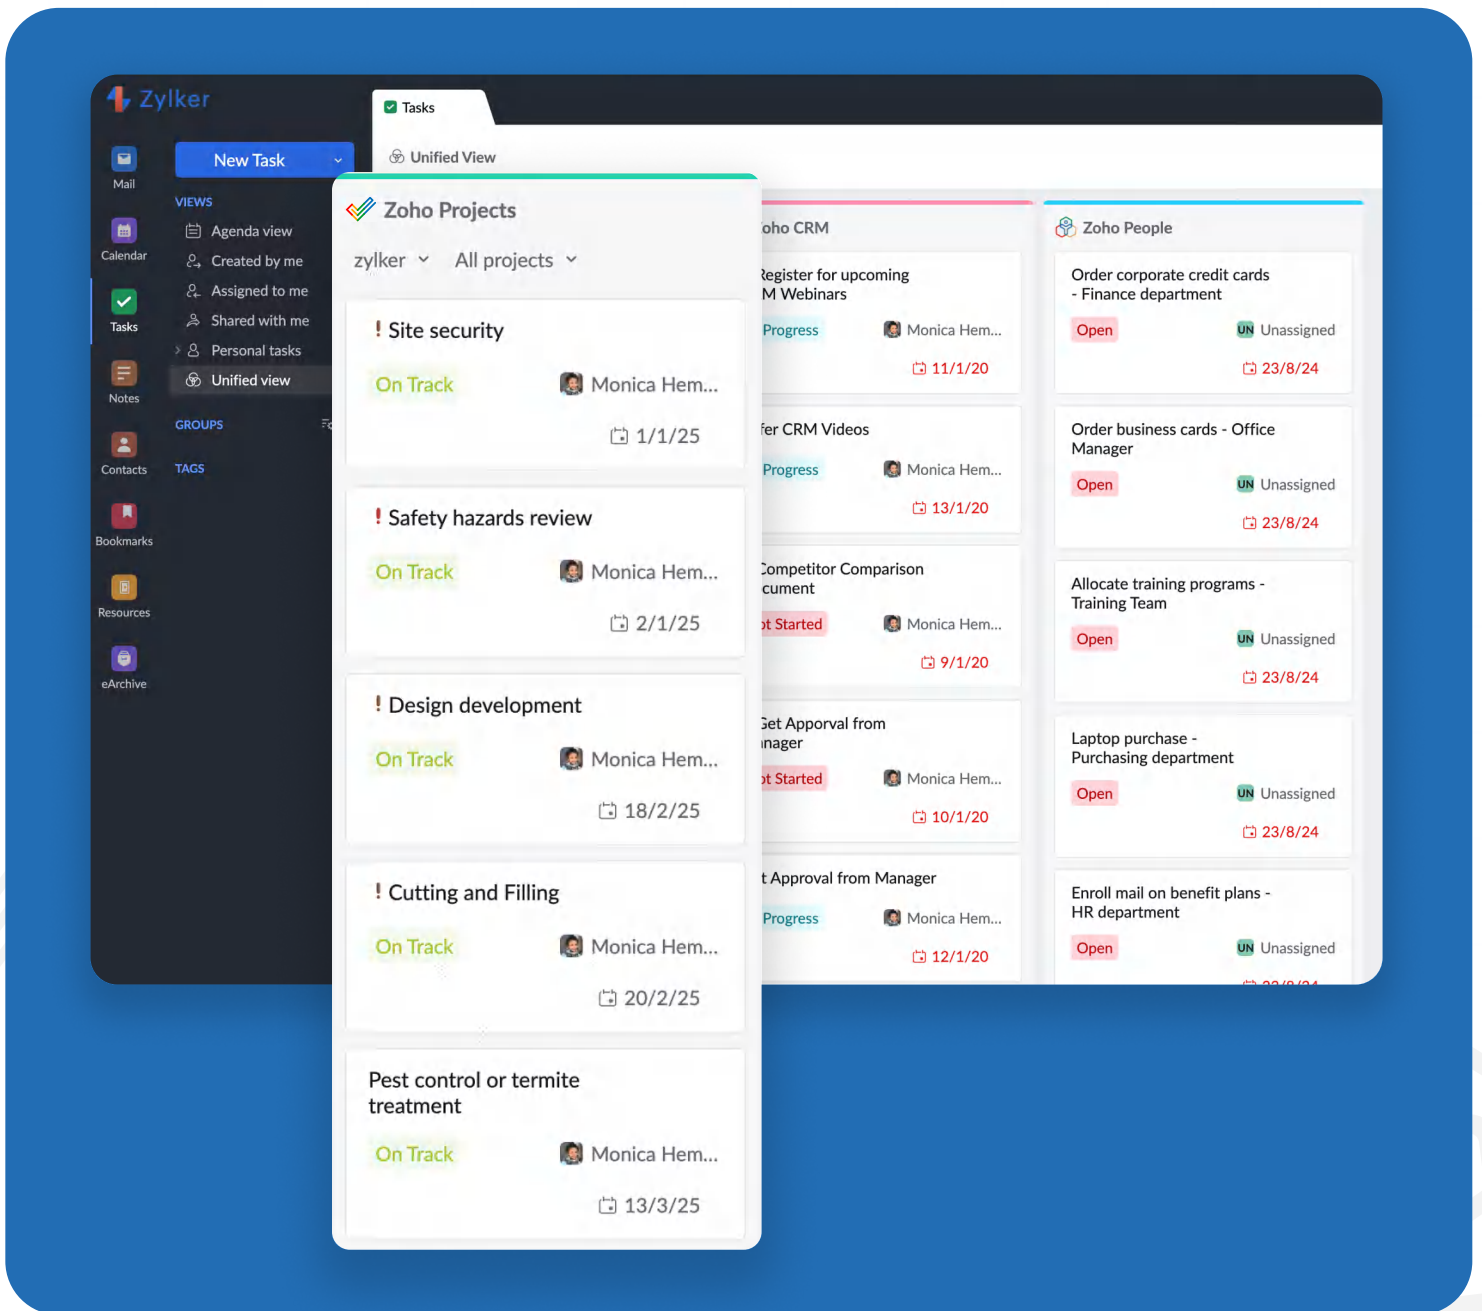 Zylker
Mail
Calendar
Tasks
Notes
Contacts
Bookmarks
Resources
eArchive
New Task
VIEWS
Agenda view
Created by me
Assigned to me
Shared with me
Personal tasks
Unified view
GROUPS
TAGS
Tasks
Unified View
Zoho Projects
zylker All projects
! Site security
On Track Monica Hem...
1/1/25
! Safety hazards review
On Track Monica Hem...
2/1/25
! Design development
On Track Monica Hem...
18/2/25
! Cutting and Filling
On Track Monica Hem...
20/2/25
Pest control or termite
treatment
On Track Monica Hem...
13/3/25
oho CRM
Register for upcoming
M Webinars
Progress Monica Hem...
11/1/20
fer CRM Videos
Progress Monica Hem...
13/1/20
Competitor Comparison
cument
ot Started Monica Hem...
9/1/20
Get Apporval from
nager
ot Started Monica Hem...
10/1/20
t Approval from Manager
Progress Monica Hem...
12/1/20
Zoho People
Order corporate credit cards
- Finance department
Open UN Unassigned
23/8/24
Order business cards - Office
Manager
Open UN Unassigned
23/8/24
Allocate training programs -
Training Team
Open UN Unassigned
23/8/24
Laptop purchase -
Purchasing department
Open UN Unassigned
23/8/24
Enroll mail on benefit plans -
HR department
Open UN Unassigned